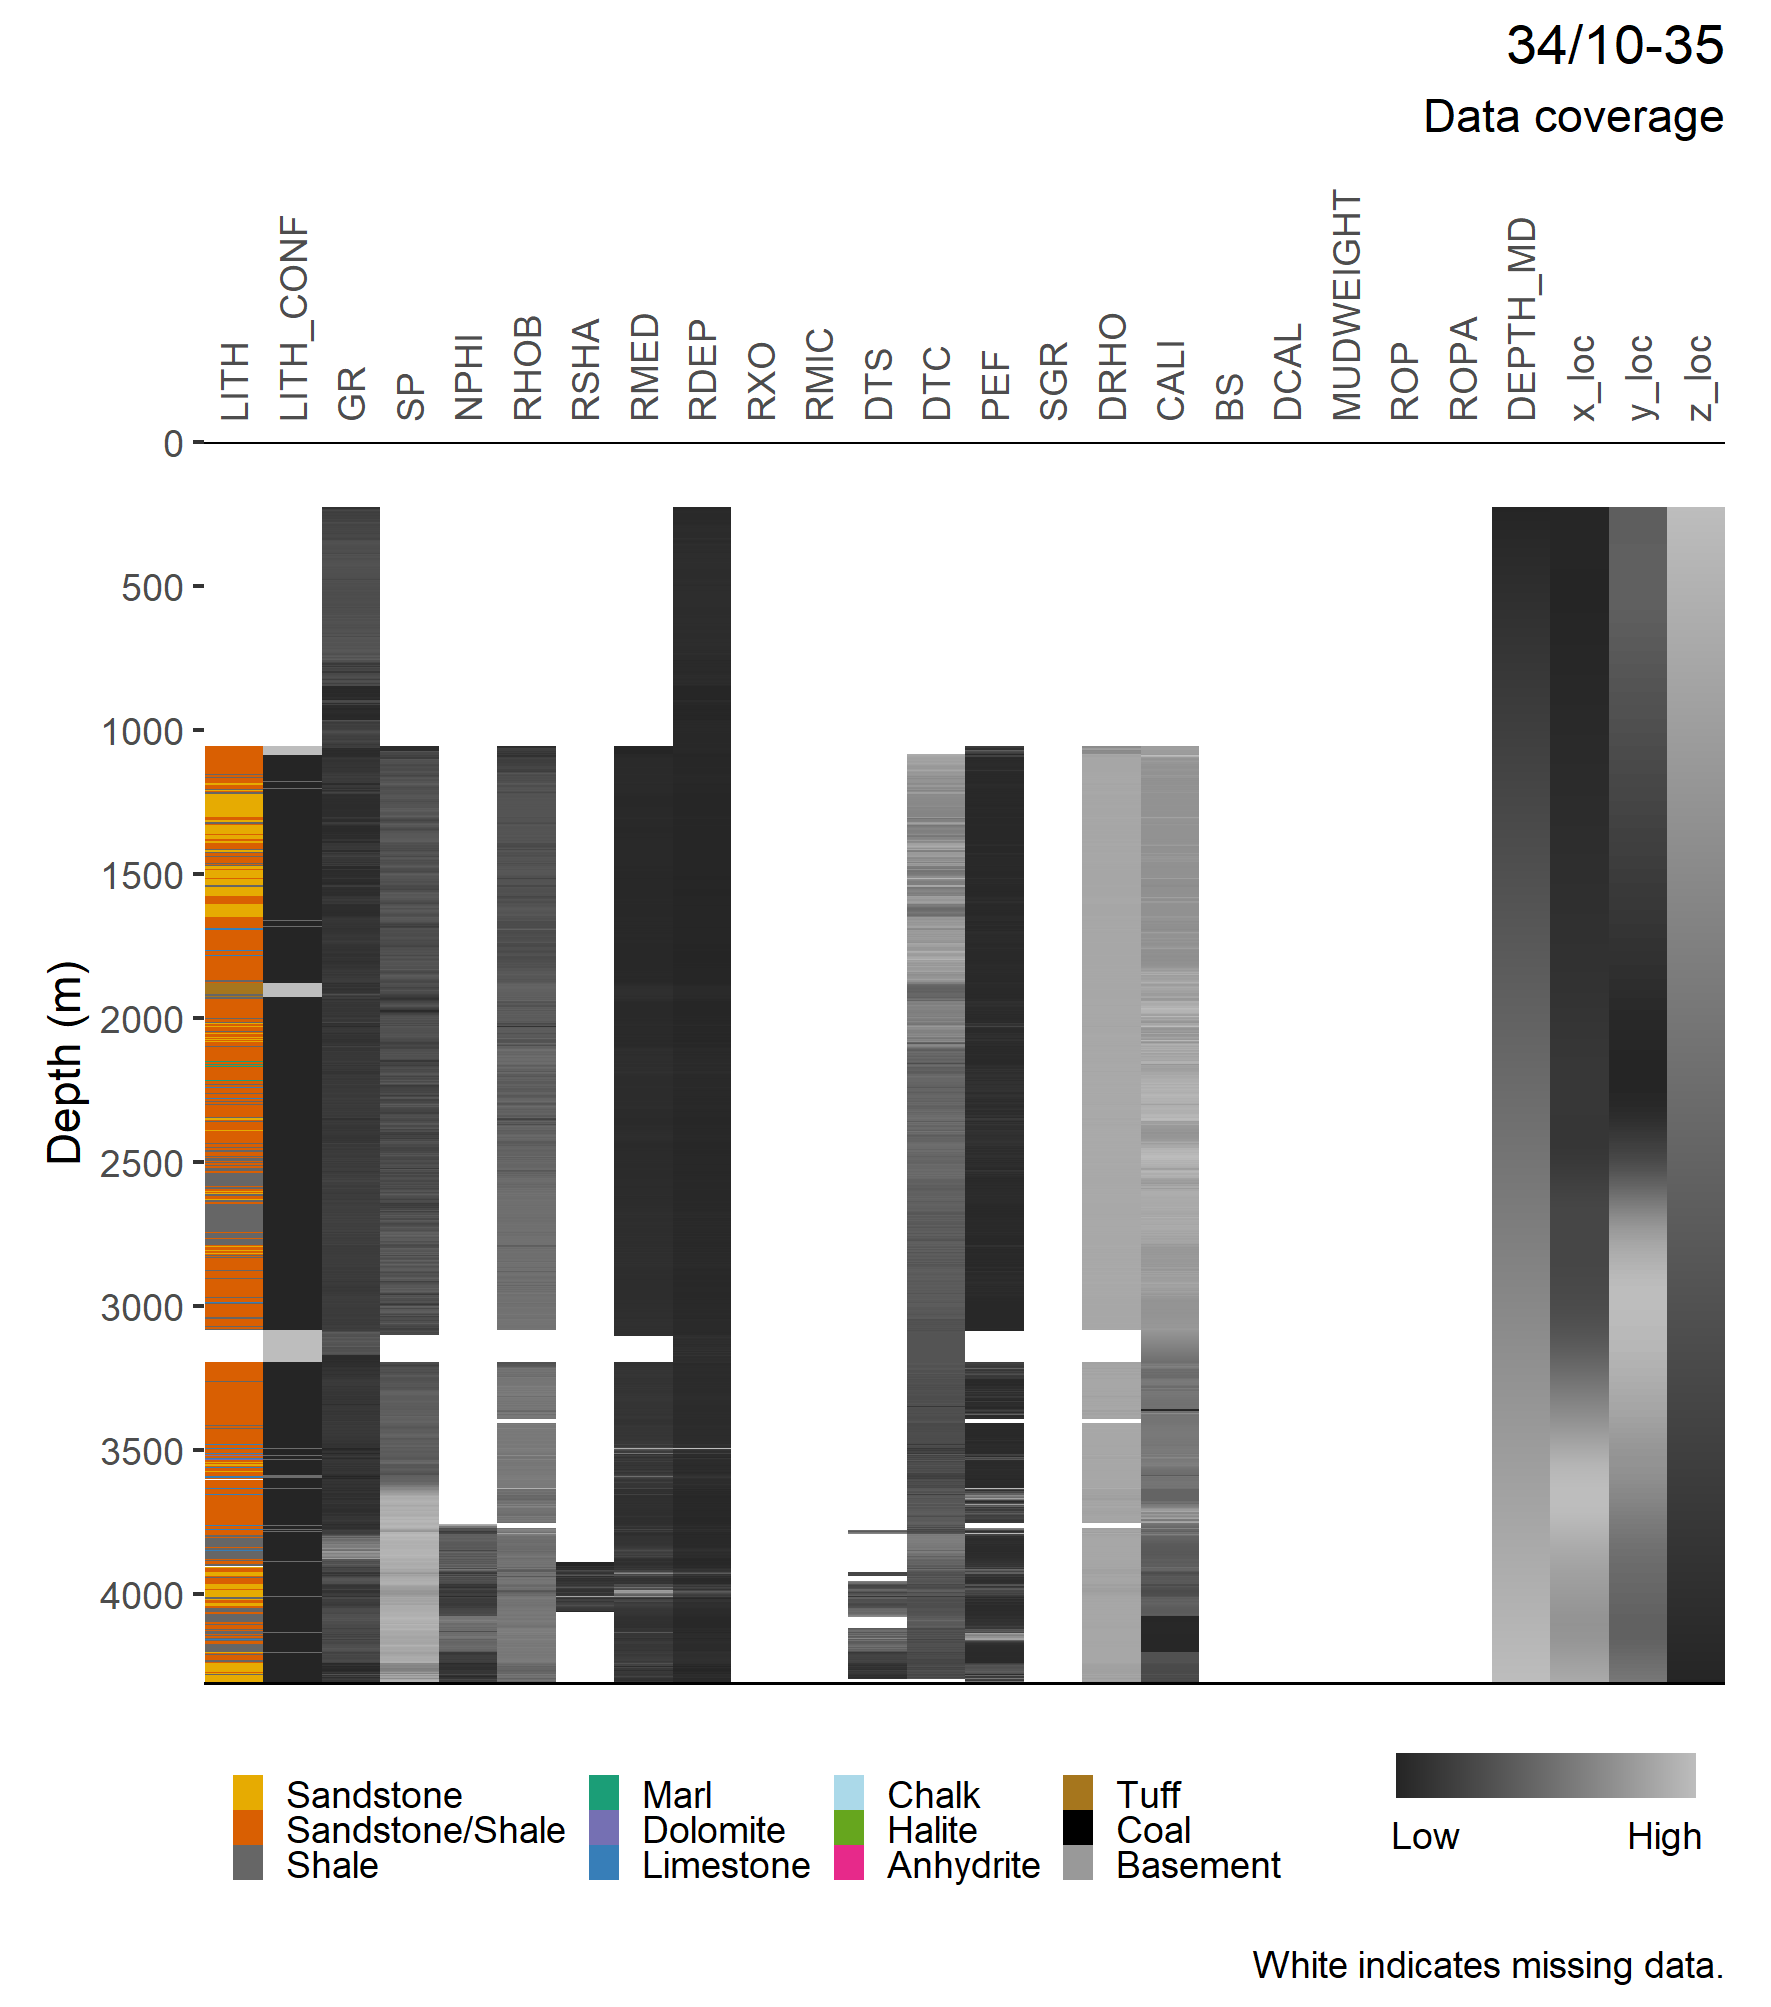 34/10-35
Data coverage
LITH
LITH_CONF
GR
SP
NPHI
RHOB
RSHA
RMED
RDEP
RXO
RMIC
DTS
DTC
PEF
SGR
DRHO
CALI
BS
DCAL
MUDWEIGHT
ROP
ROPA
DEPTH_MD
x_loc
y_loc
z_loc
0
500
1000
1500
2000
2500
3000
3500
4000
Depth (m)
Sandstone
Sandstone/Shale
Shale
Marl
Dolomite
Limestone
Chalk
Halite
Anhydrite
Tuff
Coal
Basement
Low High
White indicates missing data.